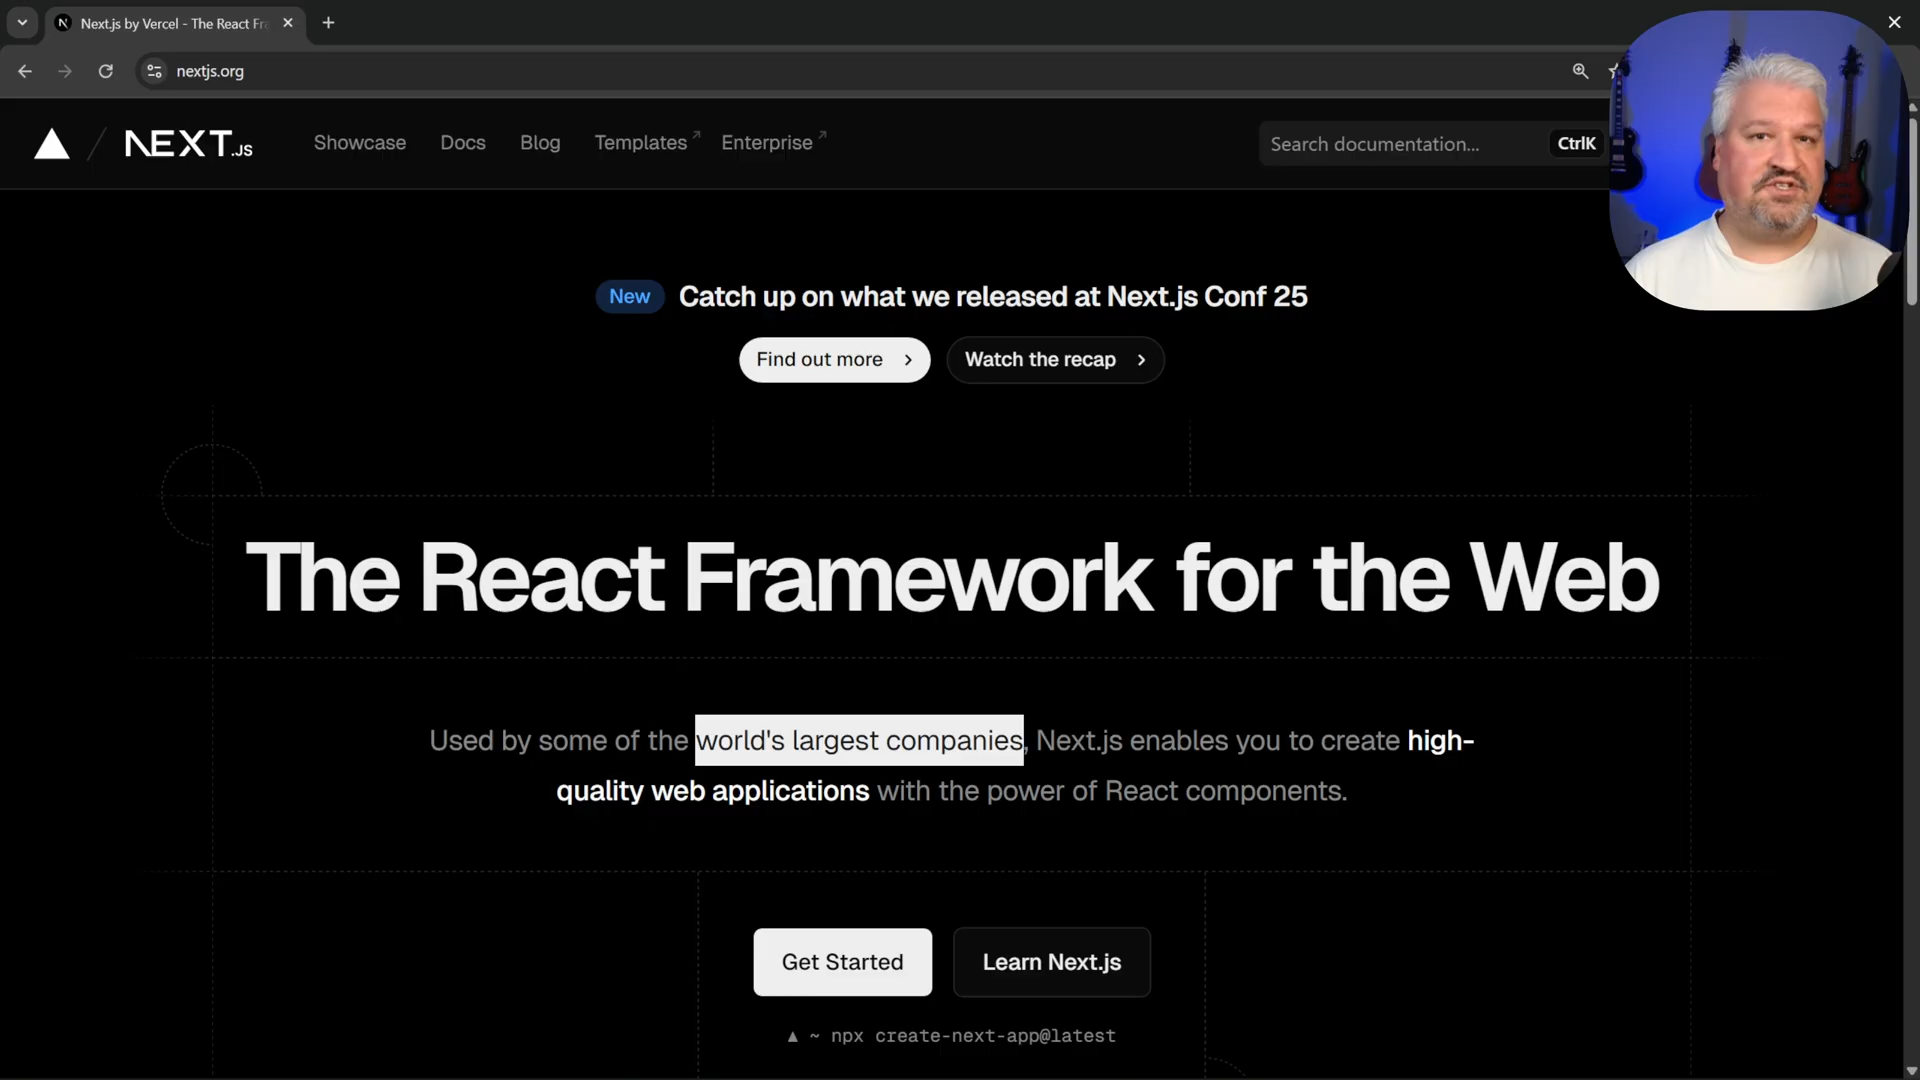 Next.js by Vercel - The React Fr
nextjs.org
NEXT.JS
Showcase
Docs
Blog
Templates
Enterprise
Search documentation...
CtrlK
New
Catch up on what we released at Next.js Conf 25
Find out more
Watch the recap
The React Framework for the Web
Used by some of the world's largest companies, Next.js enables you to create high-
quality web applications with the power of React components.
Get Started
Learn Next.js
▲ ~ npx create-next-app@latest